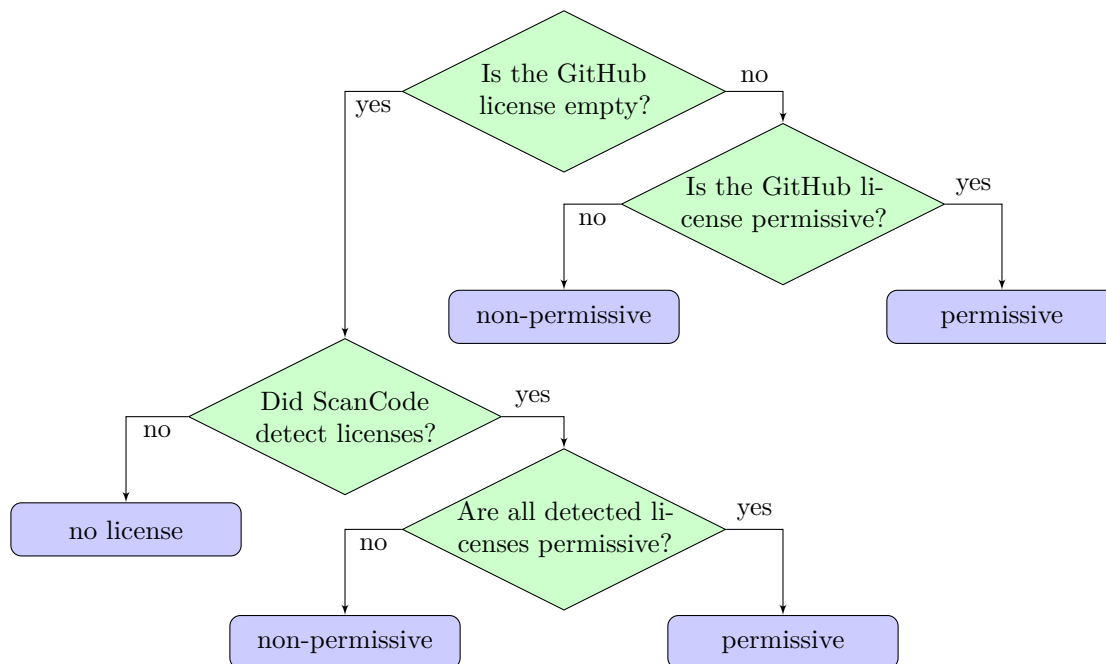 Is the GitHub
license empty?
yes
no
Is the GitHub li-
cense permissive?
no
yes
non-permissive
permissive
Did ScanCode
detect licenses?
no
yes
no license
Are all detected li-
censes permissive?
no
yes
non-permissive
permissive